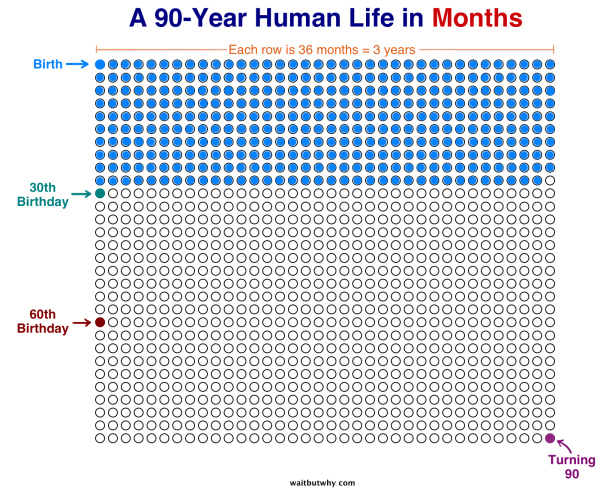 A 90-Year Human Life in Months
Each row is 36 months = 3 years
Birth
30th
Birthday
60th
Birthday
Turning
90
waitbutwhy.com